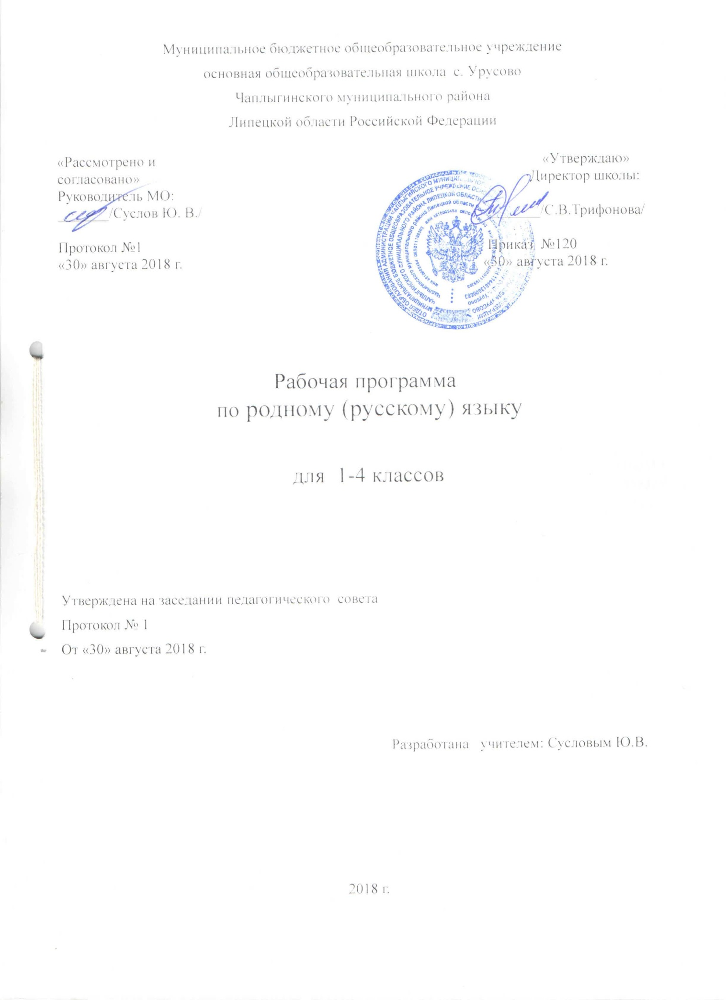 Муниципальное бюджетное общеобразовательное учреждение
основная общеобразовательная школа с. Урусово
Чаплыгинского муниципального района
Липецкой области Российской Федерации
«Рассмотрено и
согласовано»
Руководитель МО:
/Суслов Ю. В./
Протокол №1
«30» августа 2018 г.
«Утверждаю»
Директор школы:
/С.В.Трифонова/
Приказ №120
«30» августа 2018 г.
Рабочая программа
по родному (русскому) языку
для 1-4 классов
Утверждена на заседании педагогического совета
Протокол № 1
От «30» августа 2018 г.
Разработана учителем: Сусловым Ю.В.
2018 г.